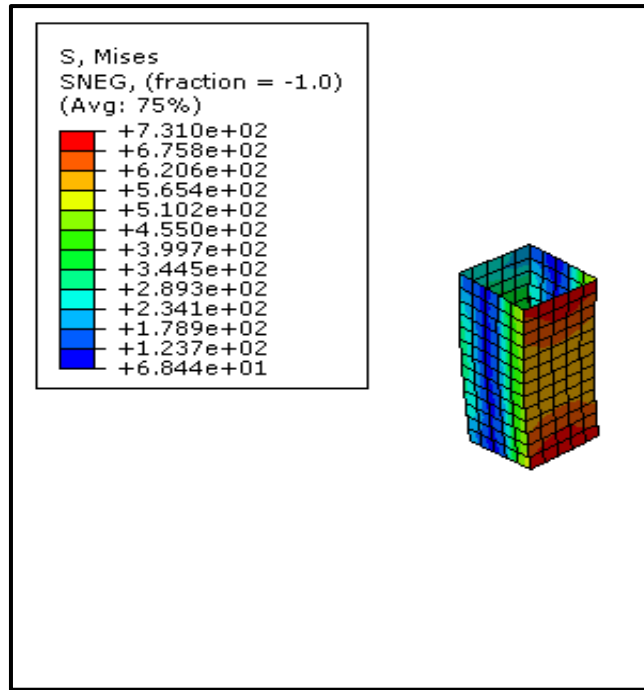 S, Mises
SNEG, (fraction = -1.0)
(Avg: 75%)
+7.310e+02
+6.758e+02
+6.206e+02
+5.654e+02
+5.102e+02
+4.550e+02
+3.997e+02
+3.445e+02
+2.893e+02
+2.341e+02
+1.789e+02
+1.237e+02
+6.844e+01